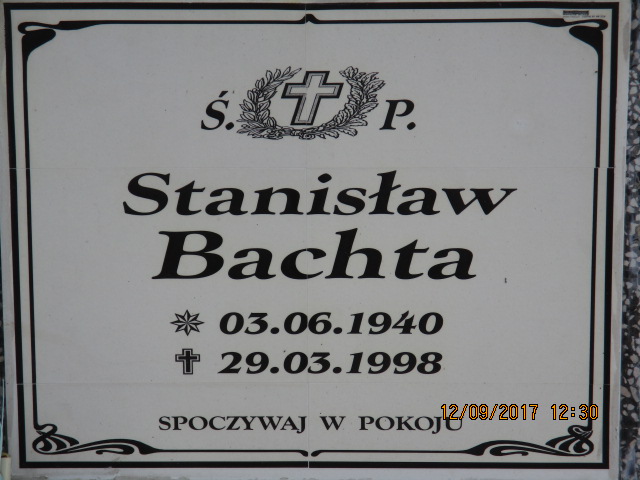 Ś. P.
Stanisław
Bachta
03.06.1940
29.03.1998
SPOCZYWAJ W POKOJU
12/09/2017 12:30